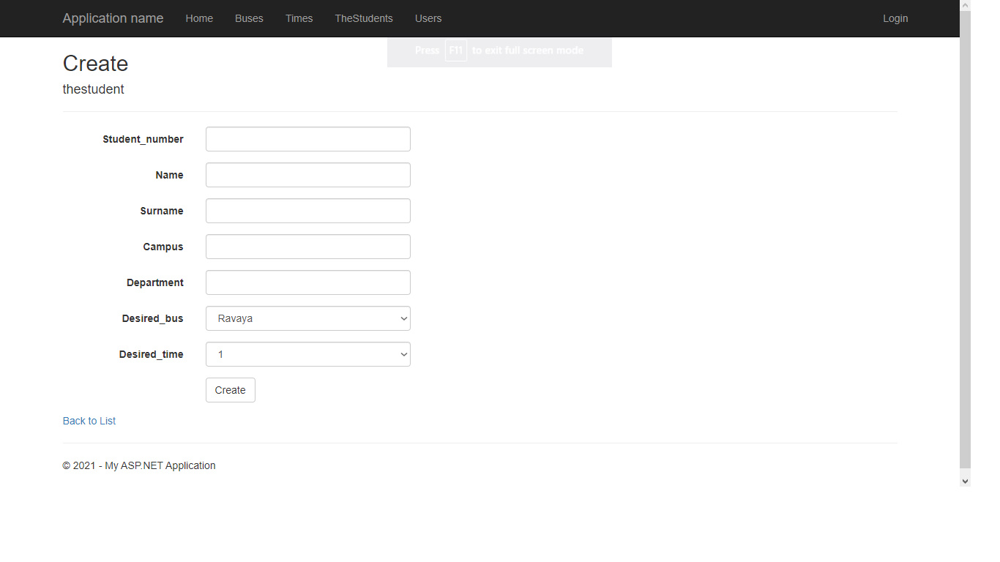 Application name Home Buses Times TheStudents Users Login
Press F11 to exit full screen mode
Create
thestudent
Student_number
Name
Surname
Campus
Department
Desired_bus Ravaya
Desired_time 1
Create
Back to List
© 2021 - My ASP.NET Application